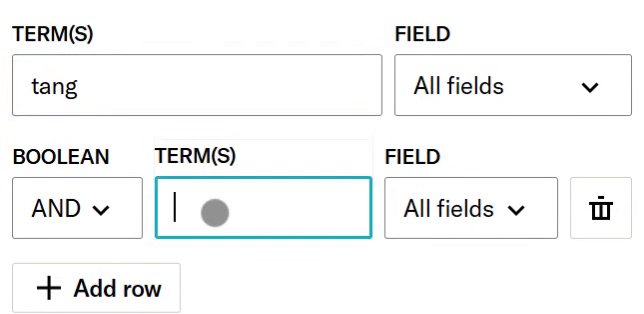 TERM(S) FIELD
tang All fields
BOOLEAN TERM(S) FIELD
AND All fields
Add row